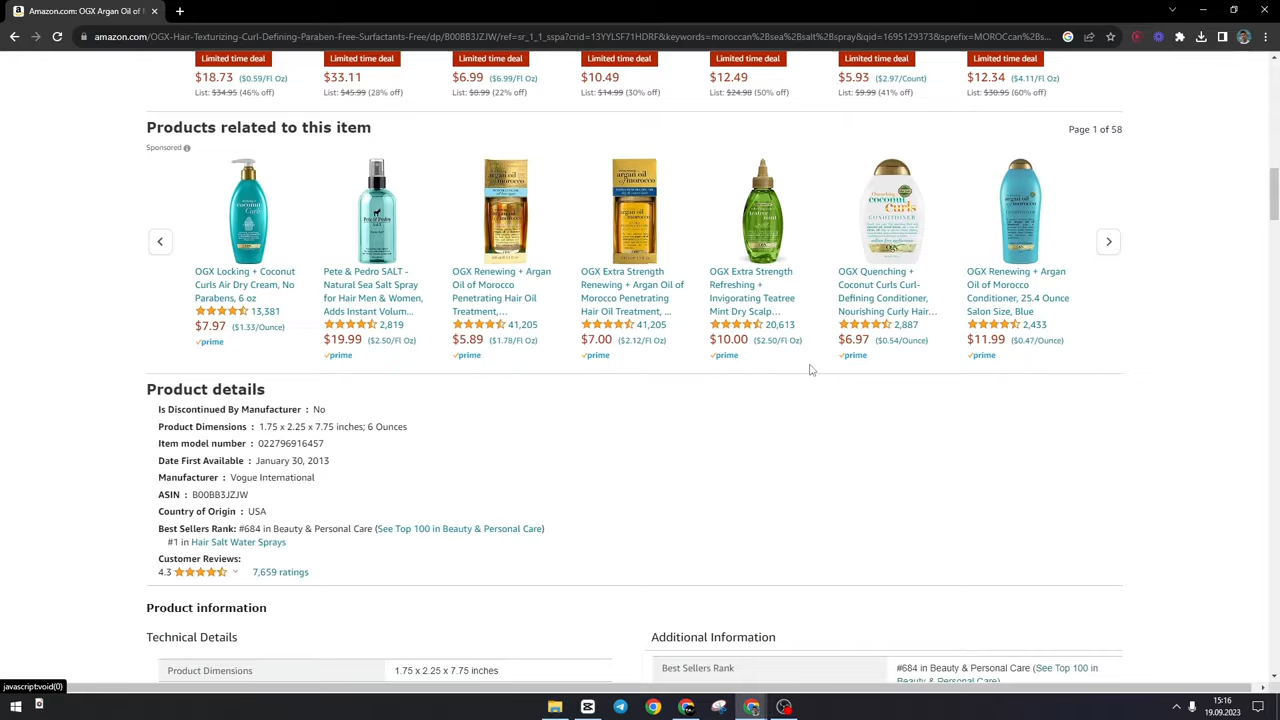 Amazon.com: OGX Argan Oil of M
amazon.com/OGX-Hair-Texturizing-Curl-Defining-Paraben-Free-Surfactants-Free/dp/B00BB3JZJW/ref=sr_1_1_sspa?crid=13YYLSF71HDRF&keywords=moroccan%2Bsea%2Bsalt%2Bspray&qid=1695129373&sprefix=MOROCcan%2Bs...
Limited time deal Limited time deal Limited time deal Limited time deal Limited time deal Limited time deal Limited time deal
$18.73 ($0.59/Fl Oz) $33.11 $6.99 ($6.99/Fl Oz) $10.49 $12.49 $5.93 ($2.97/Count) $12.34 ($4.11/Fl Oz)
List: $34.95 (46% off) List: $45.99 (28% off) List: $8.99 (22% off) List: $14.99 (30% off) List: $24.98 (50% off) List: $9.99 (41% off) List: $30.95 (60% off)
Products related to this item
Page 1 of 58
Sponsored
OGX Locking + Coconut
Curls Air Dry Cream, No
Parabens, 6 oz
13,381
$7.97 ($1.33/Ounce)
prime
Pete & Pedro SALT -
Natural Sea Salt Spray
for Hair Men & Women,
Adds Instant Volum...
2,819
$19.99 ($2.50/Fl Oz)
prime
OGX Renewing + Argan
Oil of Morocco
Penetrating Hair Oil
Treatment,...
41,205
$5.89 ($1.78/Fl Oz)
prime
OGX Extra Strength
Renewing + Argan Oil of
Morocco Penetrating
Hair Oil Treatment, ...
41,205
$7.00 ($2.12/Fl Oz)
prime
OGX Extra Strength
Refreshing +
Invigorating Teatree
Mint Dry Scalp...
20,613
$10.00 ($2.50/Fl Oz)
prime
OGX Quenching +
Coconut Curls Curl-
Defining Conditioner,
Nourishing Curly Hair...
2,887
$6.97 ($0.54/Ounce)
prime
OGX Renewing + Argan
Oil of Morocco
Conditioner, 25.4 Ounce
Salon Size, Blue
2,433
$11.99 ($0.47/Ounce)
prime
Product details
Is Discontinued By Manufacturer : No
Product Dimensions : 1.75 x 2.25 x 7.75 inches; 6 Ounces
Item model number : 022796916457
Date First Available : January 30, 2013
Manufacturer : Vogue International
ASIN : B00BB3JZJW
Country of Origin : USA
Best Sellers Rank: #684 in Beauty & Personal Care (See Top 100 in Beauty & Personal Care)
#1 in Hair Salt Water Sprays
Customer Reviews:
4.3 7,659 ratings
Product information
Technical Details
Product Dimensions 1.75 x 2.25 x 7.75 inches
Additional Information
Best Sellers Rank #684 in Beauty & Personal Care (See Top 100 in
Beauty & Personal Care)
javascript:void(0)
15:16
19.09.2023